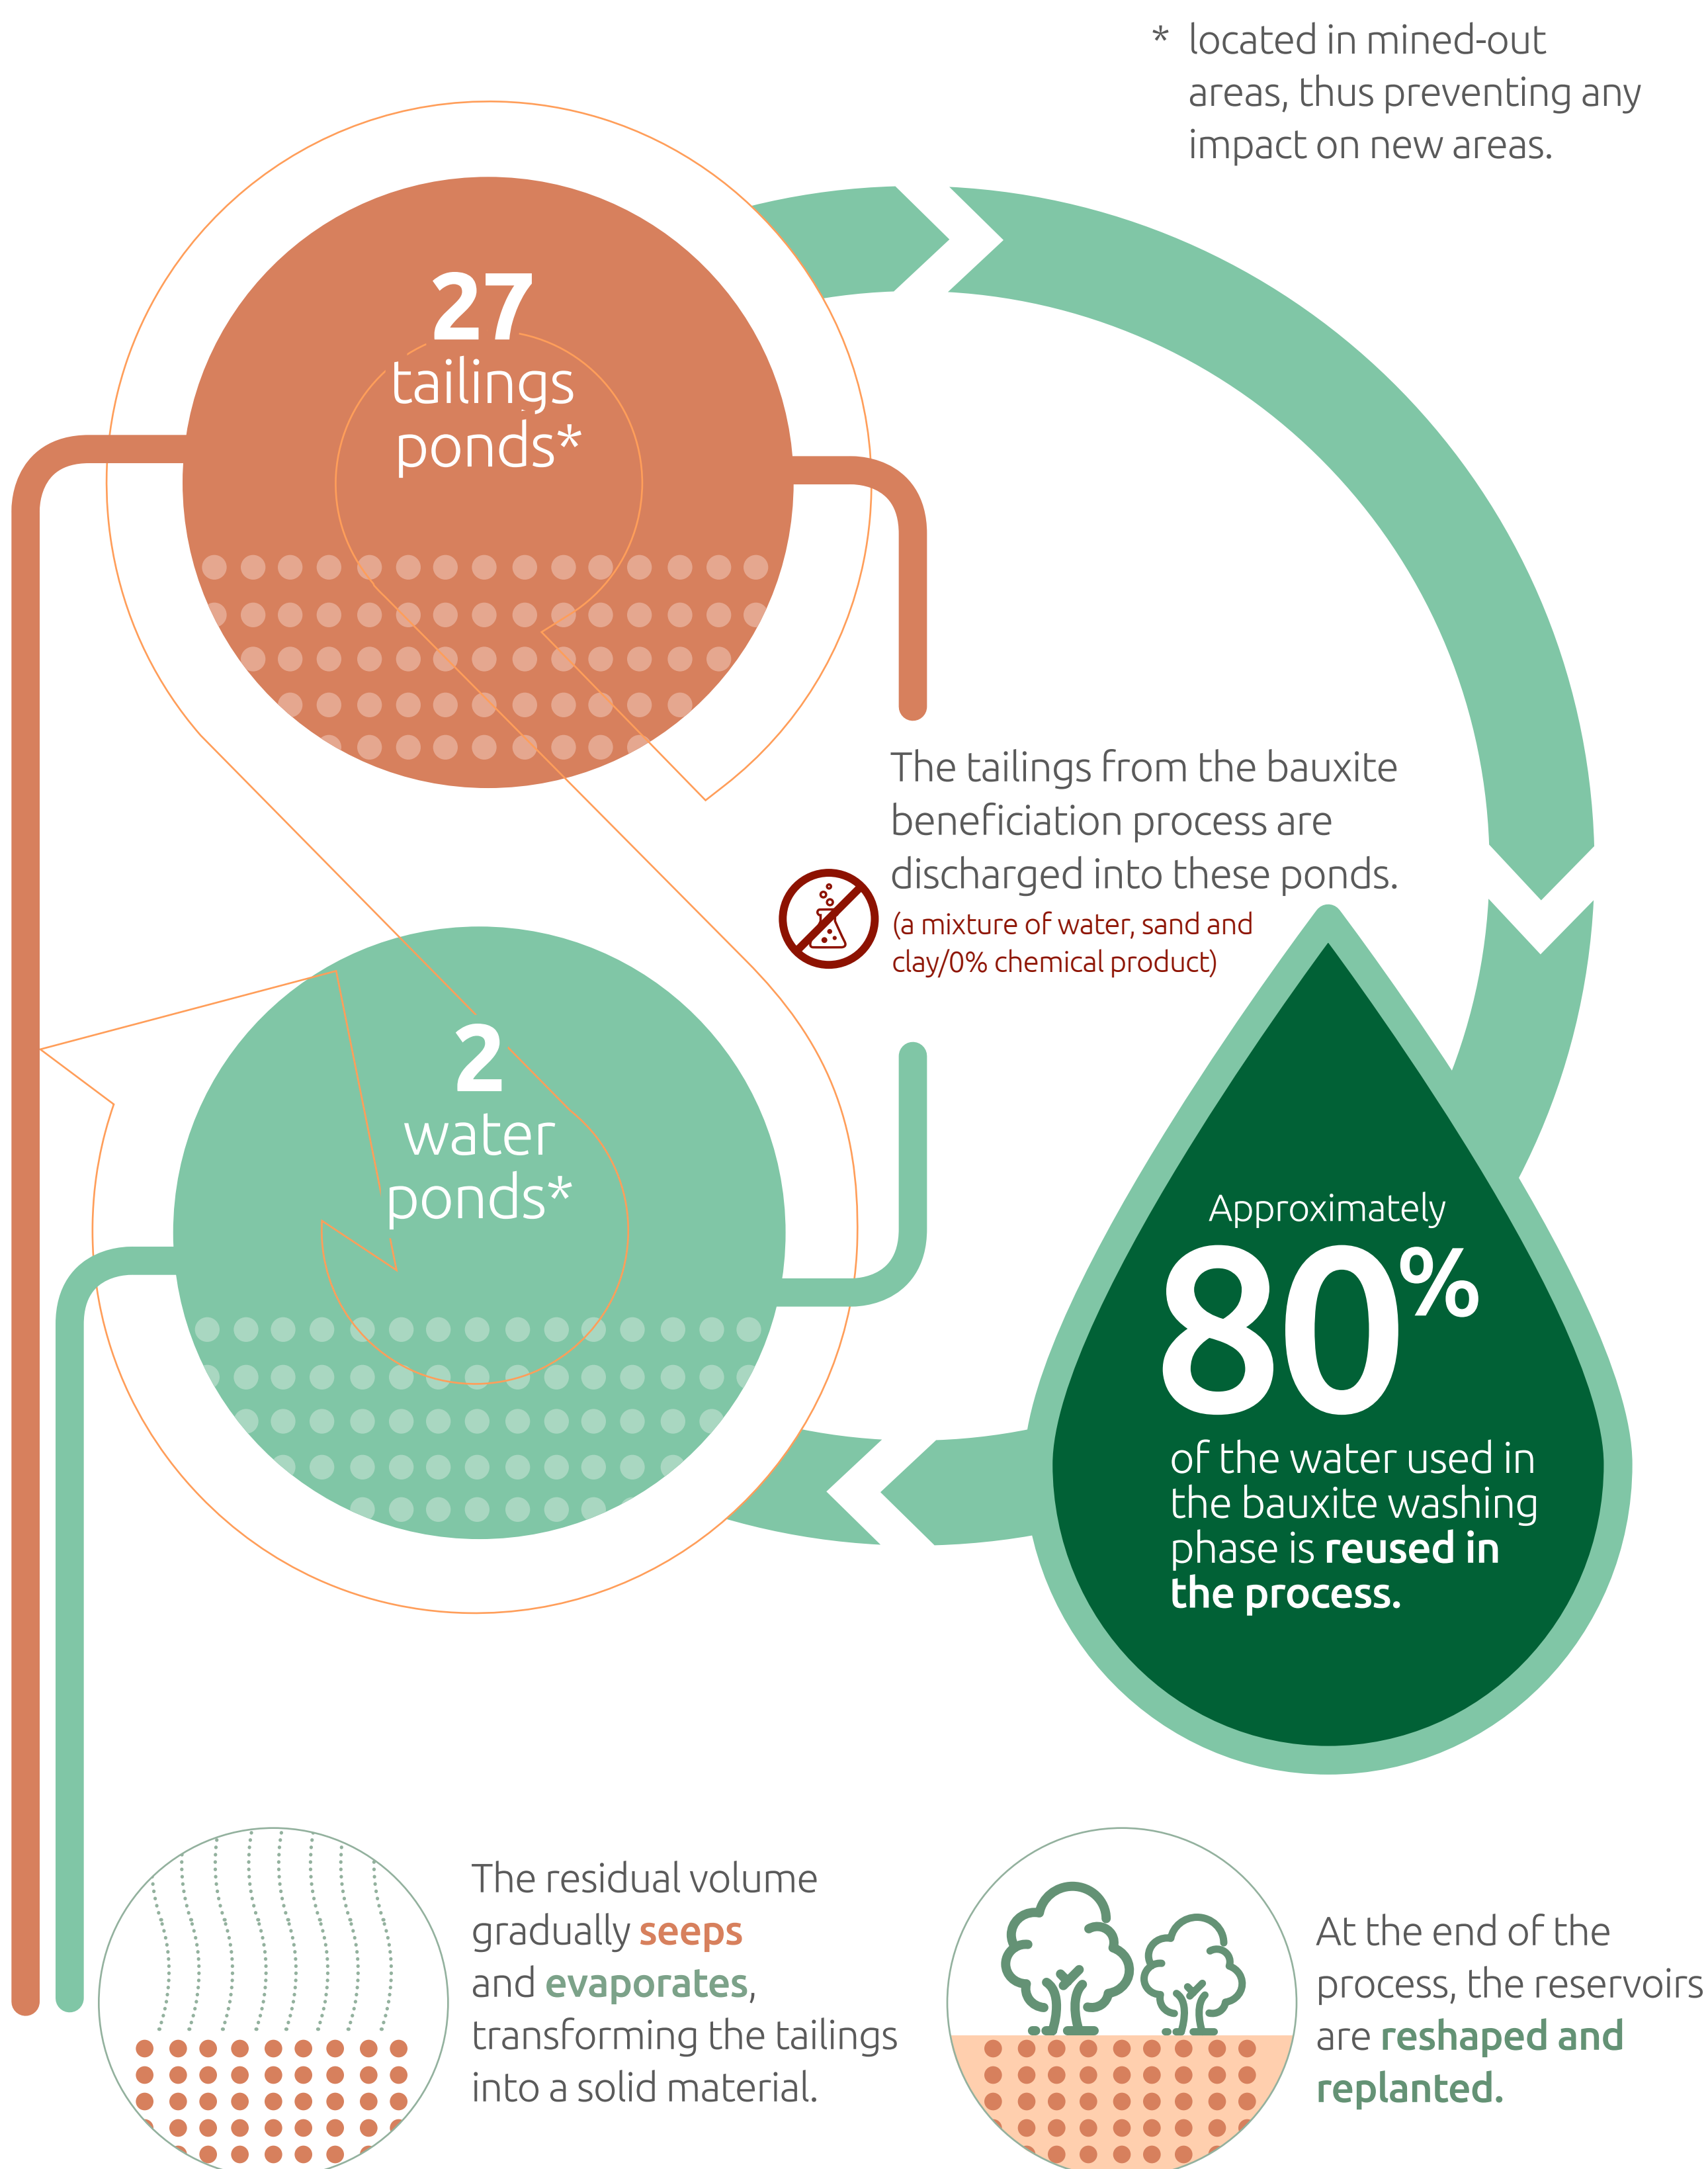 * located in mined-out
areas, thus preventing any
impact on new areas.
27
tailings
ponds*
The tailings from the bauxite
beneficiation process are
discharged into these ponds.
(a mixture of water, sand and
clay/0% chemical product)
2
water
ponds*
Approximately
80%
of the water used in
the bauxite washing
phase is reused in
the process.
The residual volume
gradually seeps
and evaporates,
transforming the tailings
into a solid material.
At the end of the
process, the reservoirs
are reshaped and
replanted.